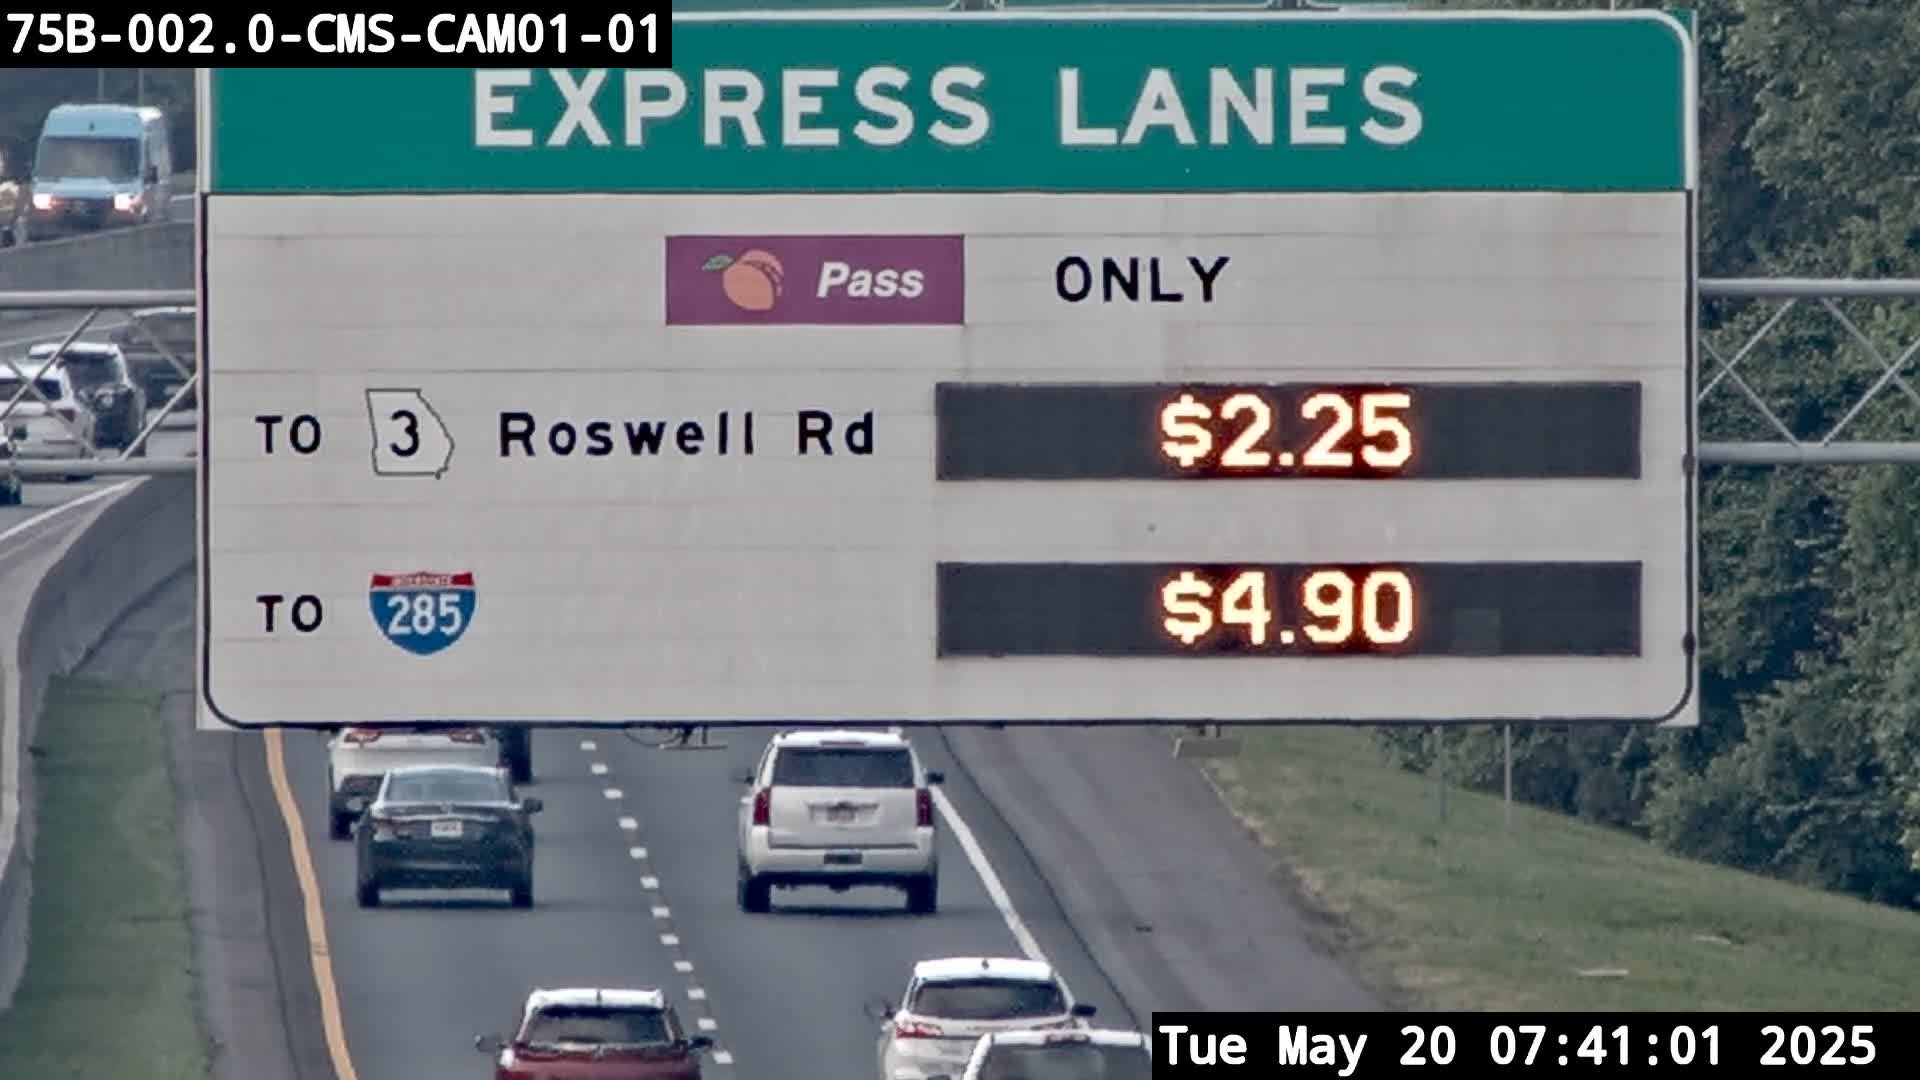 75B-002.0-CMS-CAM01-01
EXPRESS LANES
Pass ONLY
TO 3 Roswell Rd $2.25
TO INTERSTATE 285 $4.90
Tue May 20 07:41:01 2025